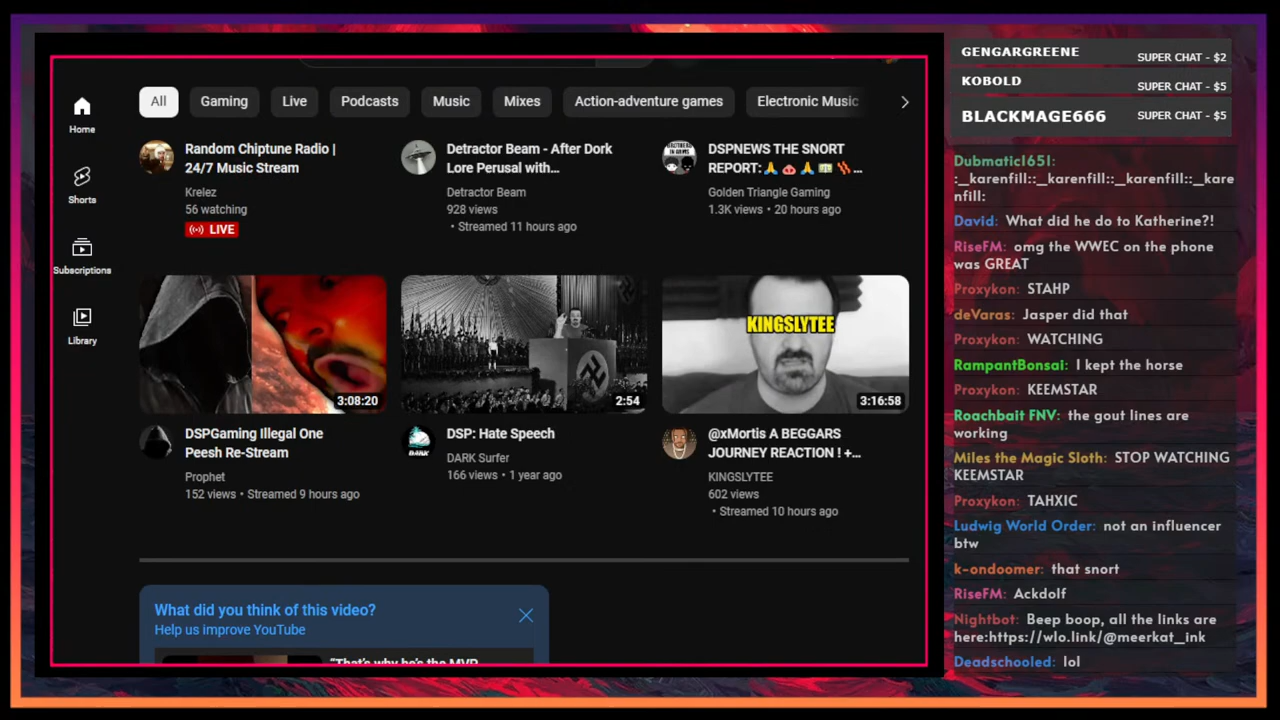 Home
Shorts
Subscriptions
Library
All
Gaming
Live
Podcasts
Music
Mixes
Action-adventure games
Electronic Music
Random Chiptune Radio |
24/7 Music Stream
Krelez
56 watching
LIVE
Detractor Beam - After Dork
Lore Perusal with...
Detractor Beam
928 views
• Streamed 11 hours ago
DSPNEWS THE SNORT
REPORT:🙏 🐽 🙏 💵 🥓...
Golden Triangle Gaming
1.3K views • 20 hours ago
3:08:20
DSPGaming Illegal One
Peesh Re-Stream
Prophet
152 views • Streamed 9 hours ago
2:54
DARK
DSP: Hate Speech
DARK Surfer
166 views • 1 year ago
KINGSLYTEE
3:16:58
@xMortis A BEGGARS
JOURNEY REACTION ! +...
KINGSLYTEE
602 views
• Streamed 10 hours ago
What did you think of this video?
Help us improve YouTube
"That's why he's the MVP
GENGARGREENE SUPER CHAT - $2
KOBOLD SUPER CHAT - $5
BLACKMAGE666 SUPER CHAT - $5
Dubmatic1651:
:__karenfill::__karenfill::__karenfill::__kare
nfill:
David: What did he do to Katherine?!
RiseFM: omg the WWEC on the phone
was GREAT
Proxykon: STAHP
deVaras: Jasper did that
Proxykon: WATCHING
RampantBonsai: I kept the horse
Proxykon: KEEMSTAR
Roachbait FNV: the gout lines are
working
Miles the Magic Sloth: STOP WATCHING
KEEMSTAR
Proxykon: TAHXIC
Ludwig World Order: not an influencer
btw
k-ondoomer: that snort
RiseFM: Ackdolf
Nightbot: Beep boop, all the links are
here:https://wlo.link/@meerkat_ink
Deadschooled: lol